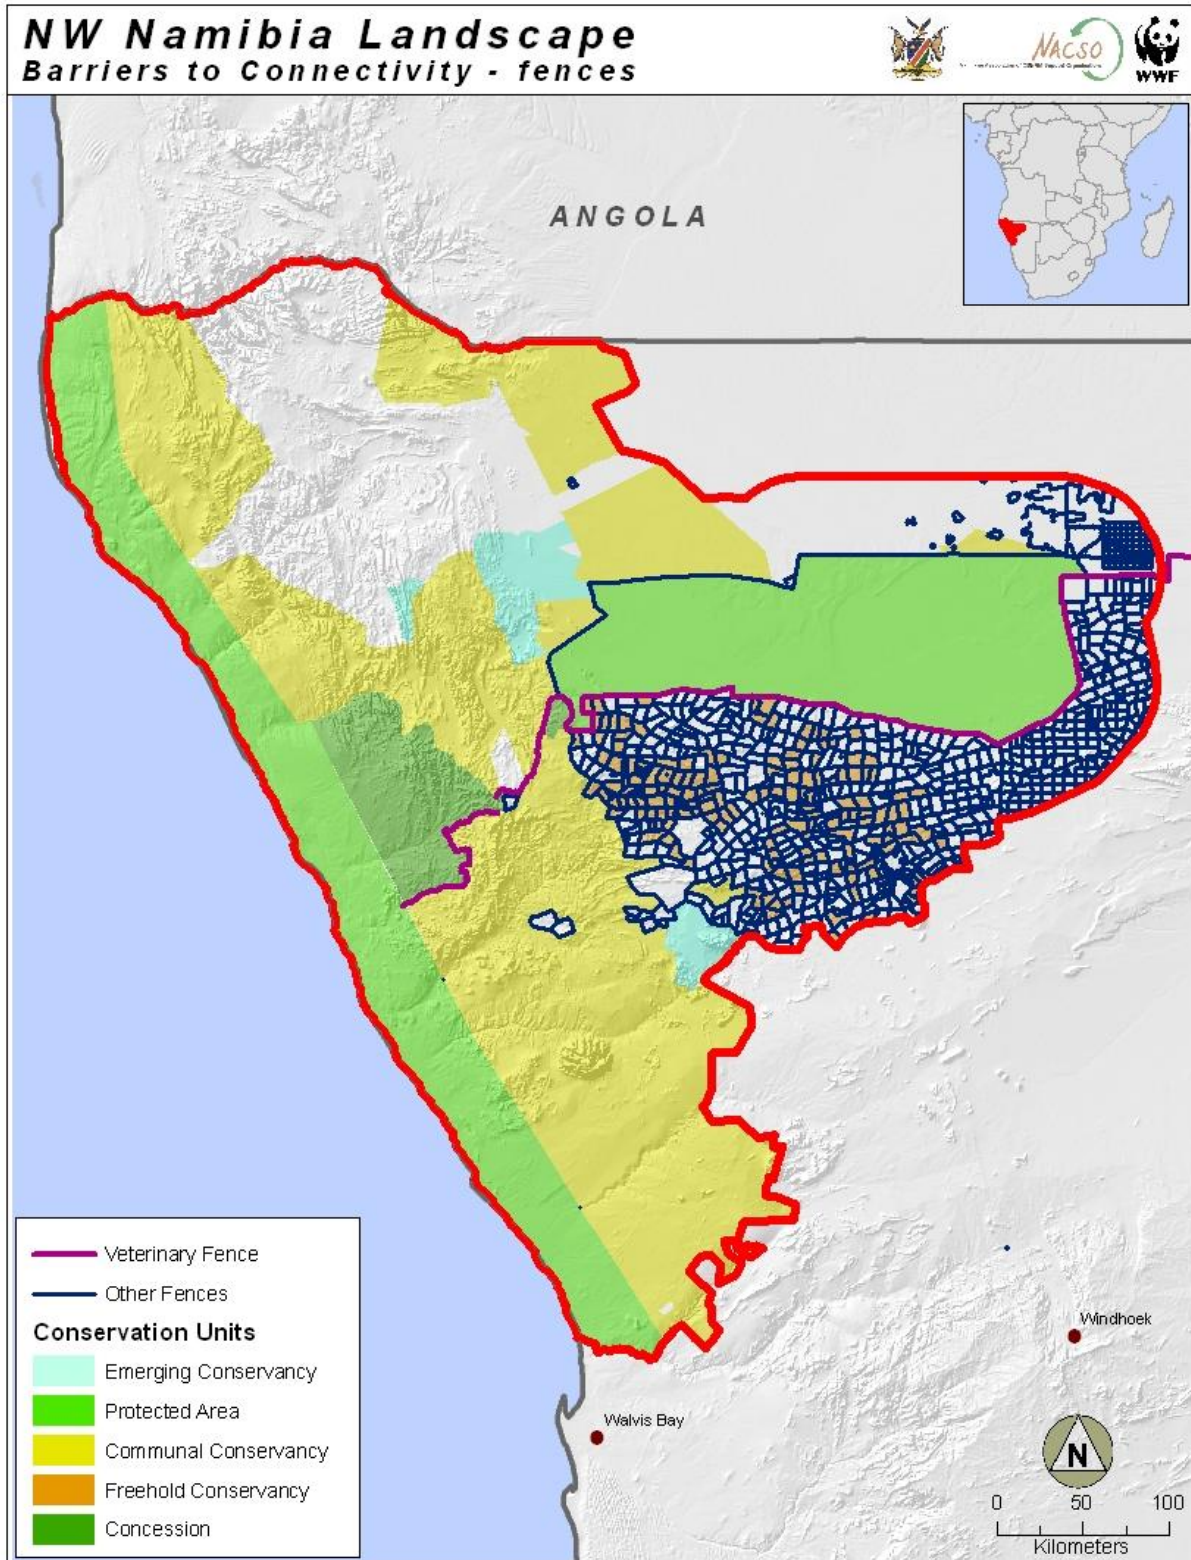 NW Namibia Landscape
Barriers to Connectivity - fences
NACSO
WWF
ANGOLA
Veterinary Fence
Other Fences
Conservation Units
Emerging Conservancy
Protected Area
Communal Conservancy
Freehold Conservancy
Concession
Windhoek
Walvis Bay
N
0 50 100
Kilometers